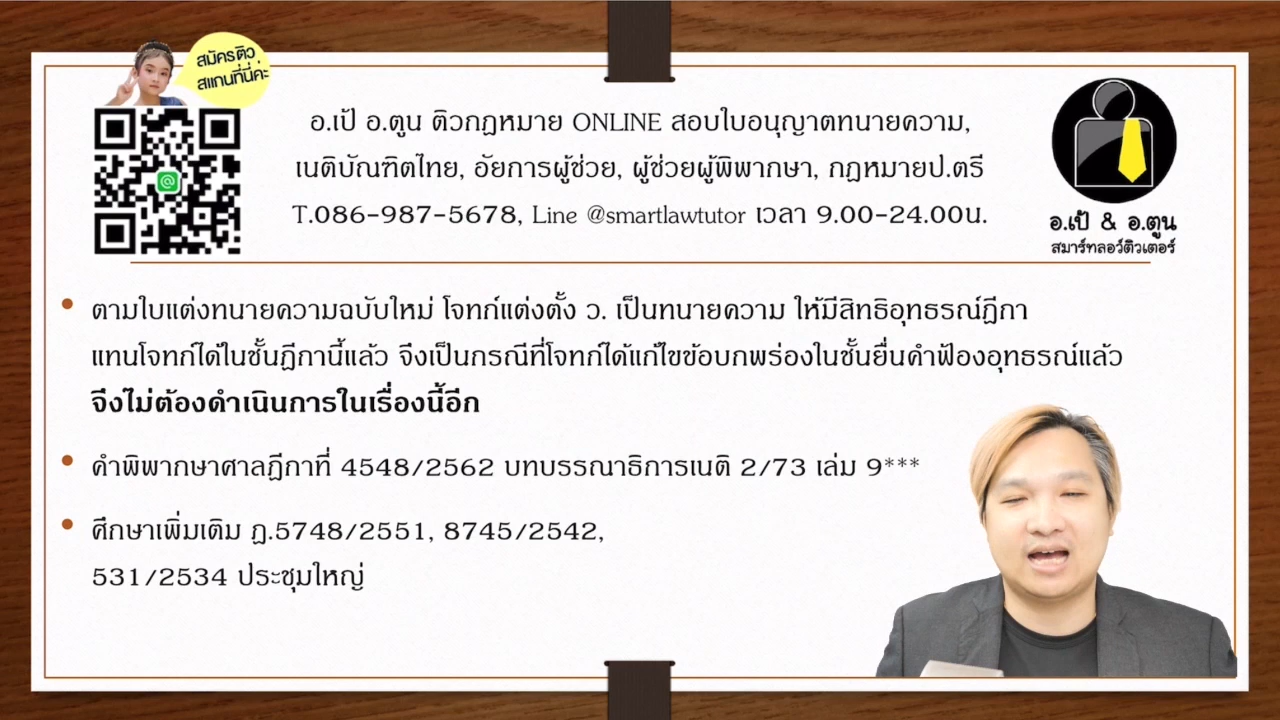 สมัครติว
สแกนที่นี่ค่ะ
อ.เป้ อ.ตูน ติวกฎหมาย ONLINE สอบใบอนุญาตทนายความ,
เนติบัณฑิตไทย, อัยการผู้ช่วย, ผู้ช่วยผู้พิพากษา, กฎหมายป.ตรี
T.086-987-5678, Line @smartlawtutor เวลา 9.00-24.00น.
อ.เป้ & อ.ตูน
สมาร์ทลอว์ติวเตอร์
• ตามใบแต่งทนายความฉบับใหม่ โจทก์แต่งตั้ง ว. เป็นทนายความ ให้มีสิทธิอุทธรณ์ฎีกา
แทนโจทก์ได้ในชั้นฎีกานี้แล้ว จึงเป็นกรณีที่โจทก์ได้แก้ไขข้อบกพร่องในชั้นยื่นคำฟ้องอุทธรณ์แล้ว
จึงไม่ต้องดำเนินการในเรื่องนี้อีก
• คำพิพากษาศาลฎีกาที่ 4548/2562 บทบรรณาธิการเนติ 2/73 เล่ม 9***
• ศึกษาเพิ่มเติม ฎ.5748/2551, 8745/2542,
531/2534 ประชุมใหญ่